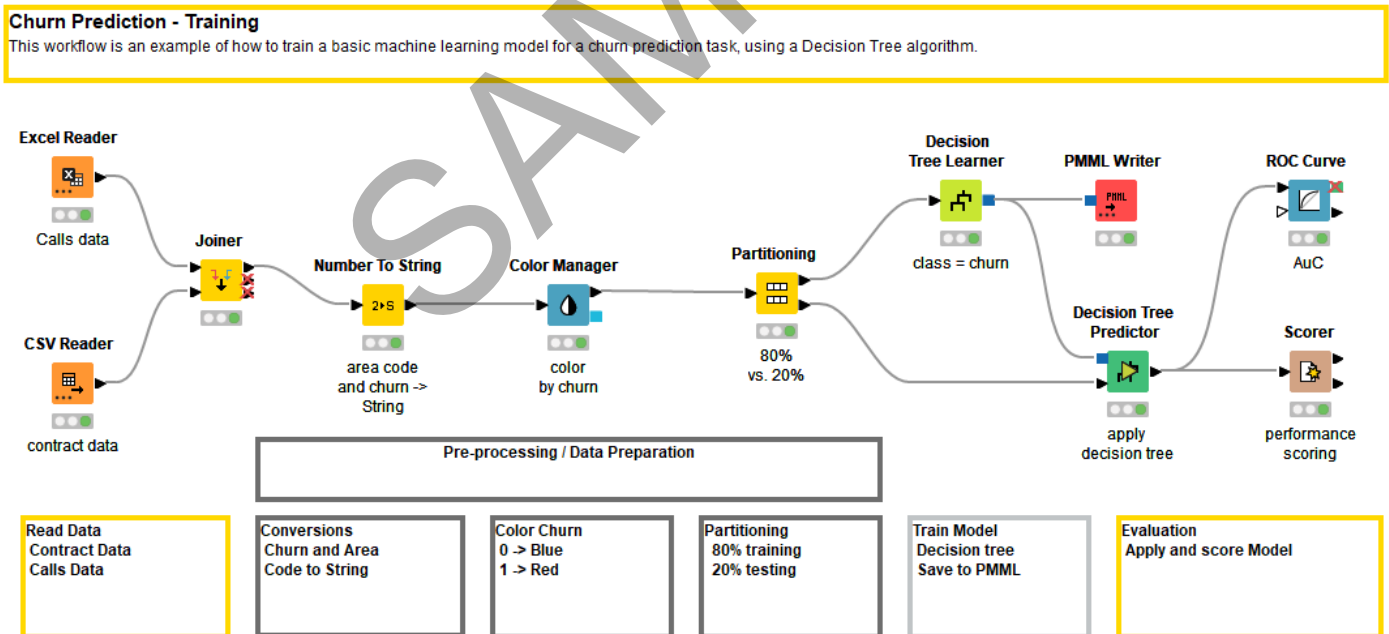 Churn Prediction - Training
This workflow is an example of how to train a basic machine learning model for a churn prediction task, using a Decision Tree algorithm.
SAM
Excel Reader
Calls data
CSV Reader
contract data
Joiner
Number To String
2▸S
area code
and churn ->
String
Color Manager
color
by churn
Partitioning
80%
vs. 20%
Decision
Tree Learner
class = churn
PMML Writer
PMML
Decision Tree
Predictor
apply
decision tree
ROC Curve
AuC
Scorer
performance
scoring
Pre-processing / Data Preparation
Read Data
Contract Data
Calls Data
Conversions
Churn and Area
Code to String
Color Churn
0 -> Blue
1 -> Red
Partitioning
80% training
20% testing
Train Model
Decision tree
Save to PMML
Evaluation
Apply and score Model